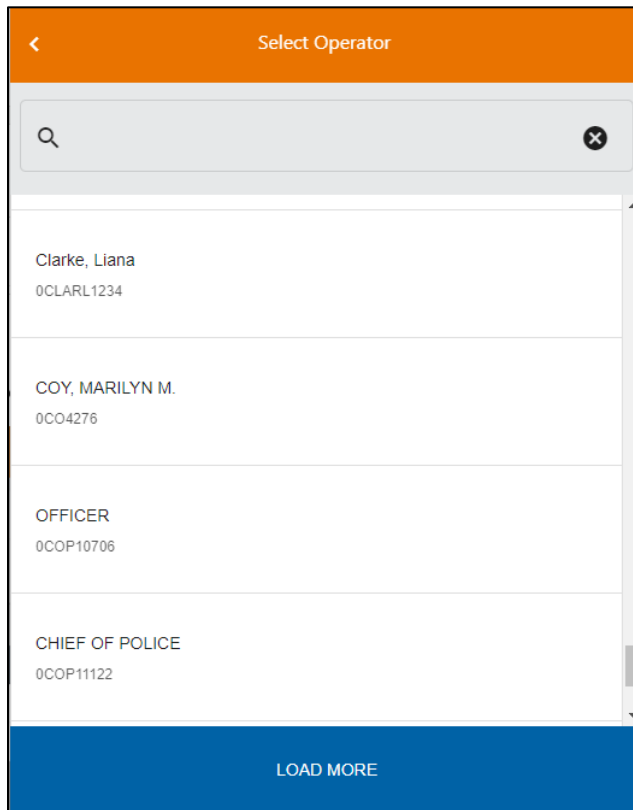 Select Operator
Clarke, Liana
0CLARL1234
COY, MARILYN M.
0CO4276
OFFICER
0COP10706
CHIEF OF POLICE
0COP11122
LOAD MORE